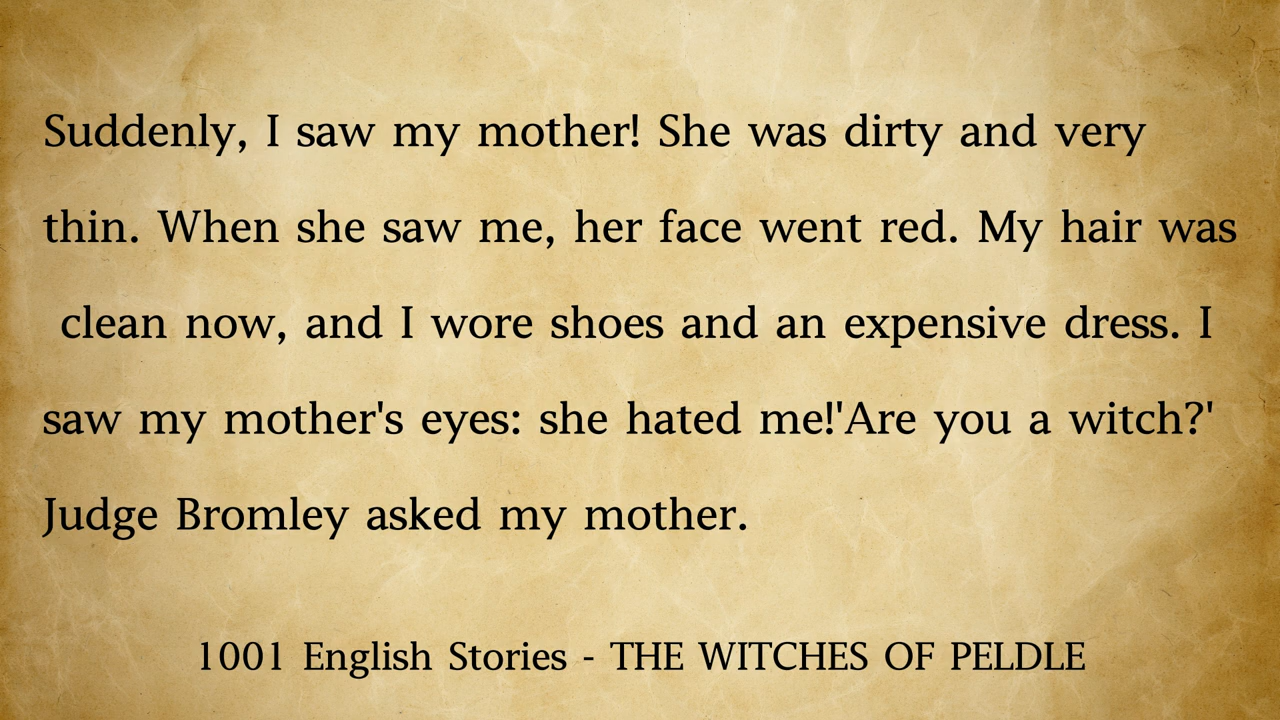 Suddenly, I saw my mother! She was dirty and very
thin. When she saw me, her face went red. My hair was
clean now, and I wore shoes and an expensive dress. I
saw my mother's eyes: she hated me!'Are you a witch?'
Judge Bromley asked my mother.
1001 English Stories - THE WITCHES OF PELDLE